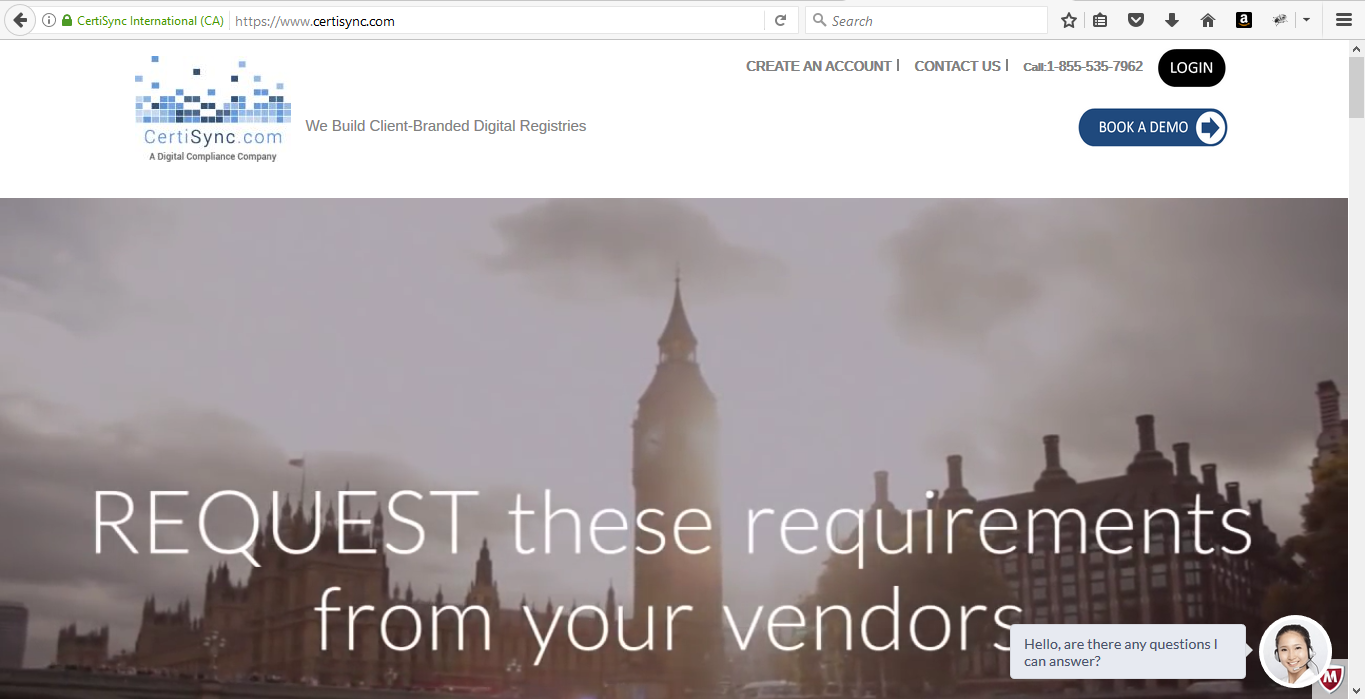 CertiSync International (CA)
https://www.certisync.com
Search
CREATE AN ACCOUNT |
CONTACT US |
Call:1-855-535-7962
LOGIN
CertiSync.com
A Digital Compliance Company
We Build Client-Branded Digital Registries
BOOK A DEMO
REQUEST these requirements
from your vendors
Hello, are there any questions I
can answer?